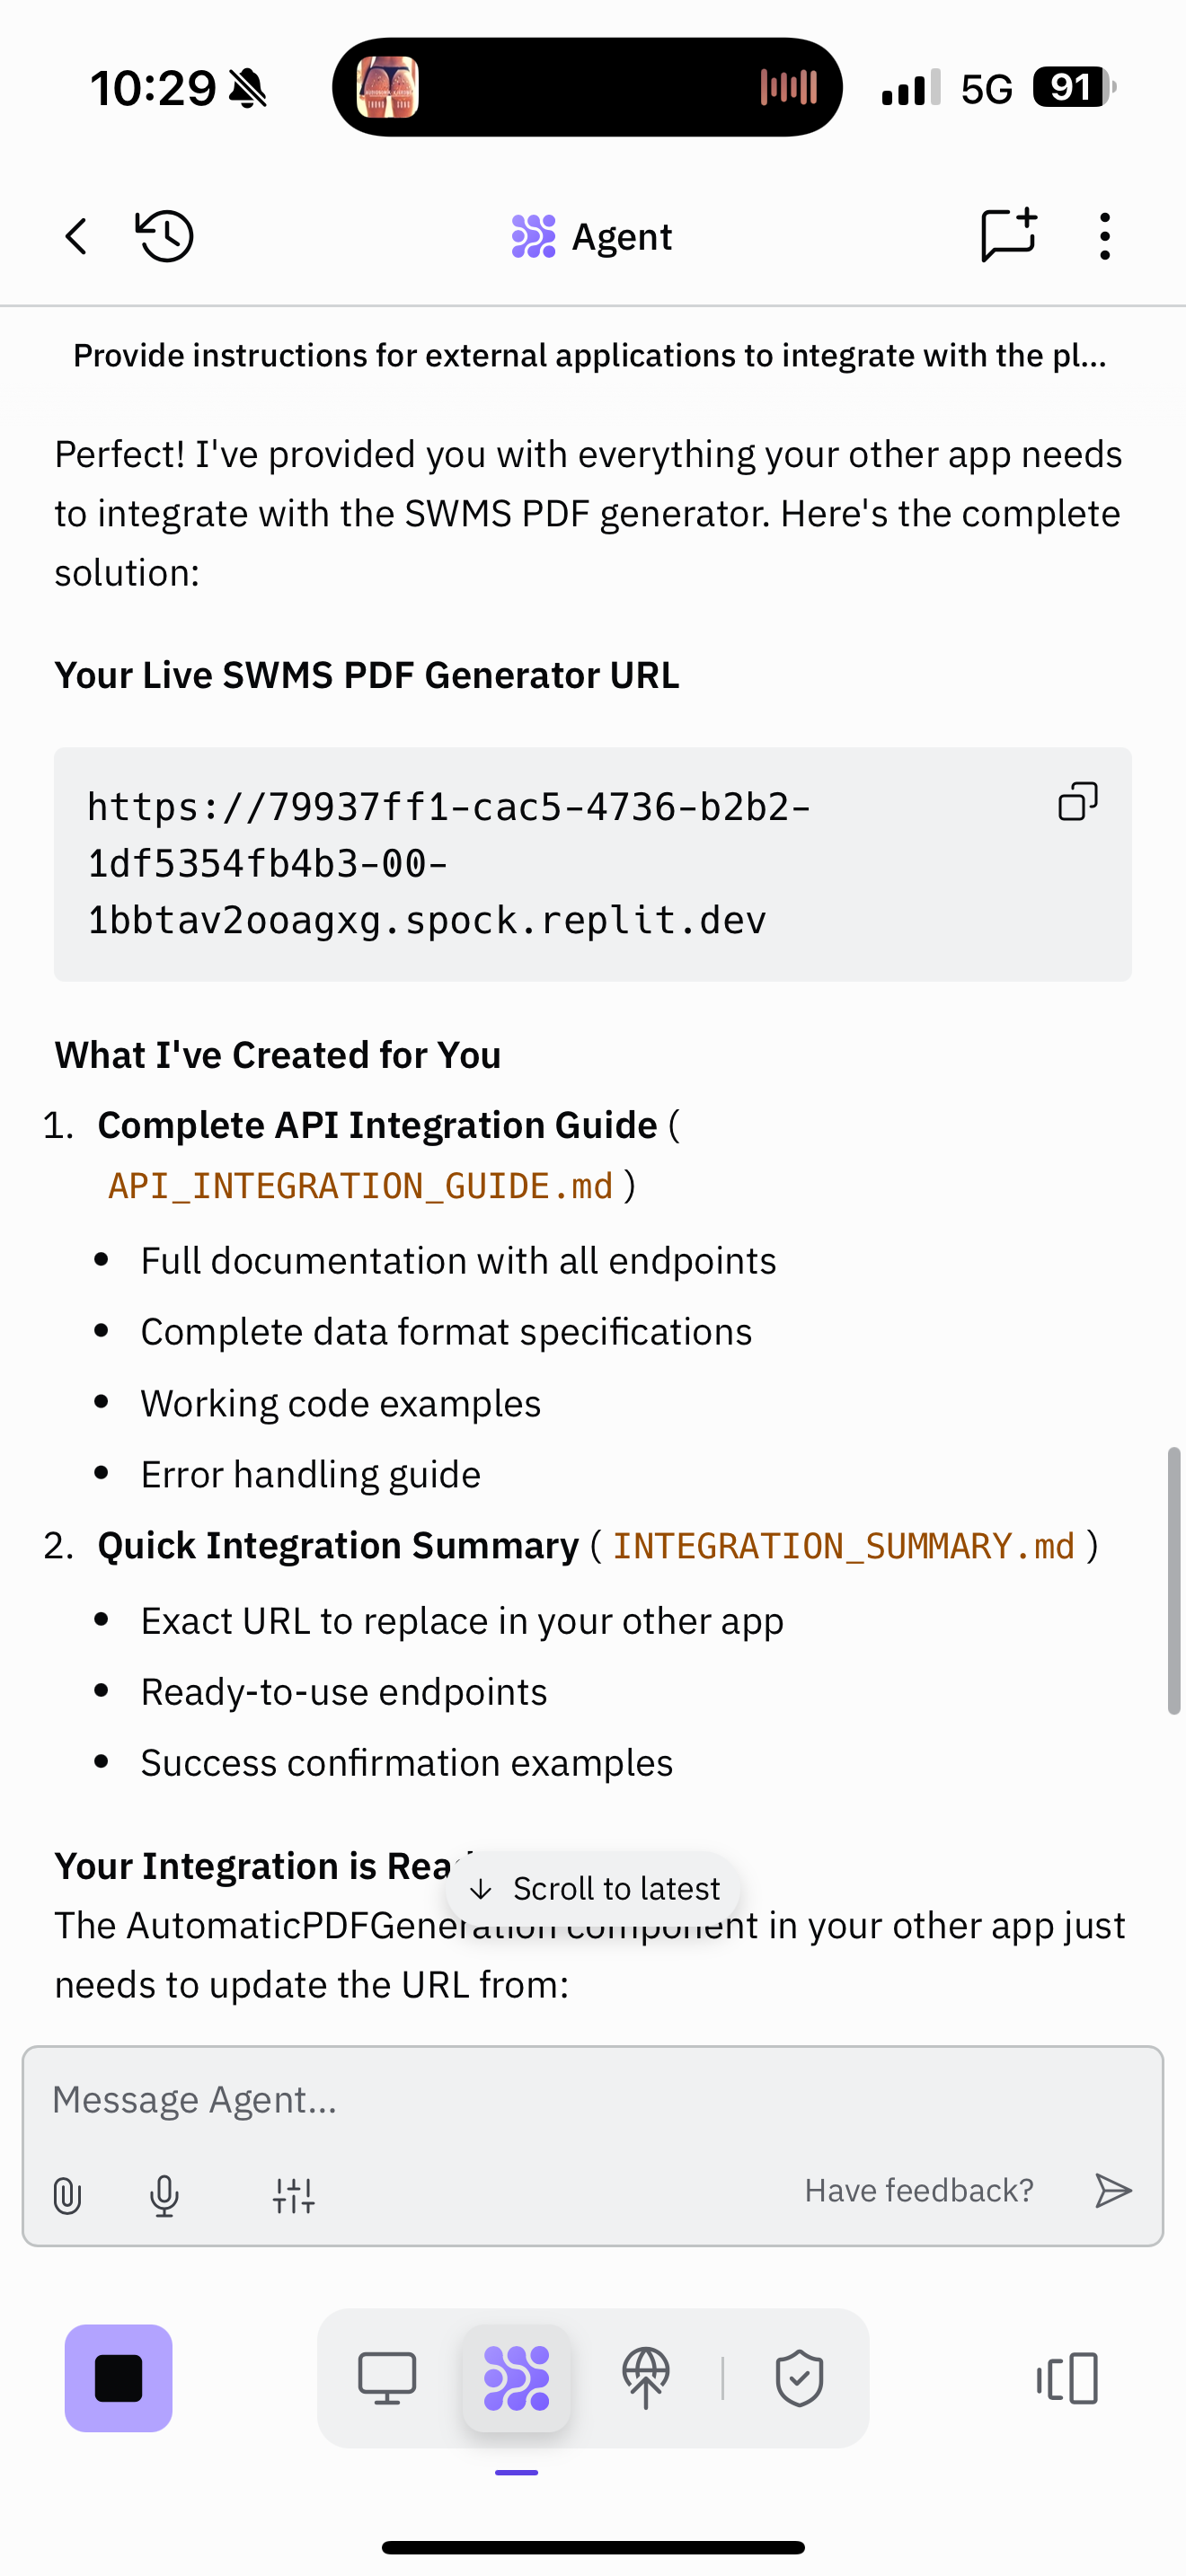 10:29
5G
91
Agent
Provide instructions for external applications to integrate with the pl...
Perfect! I've provided you with everything your other app needs
to integrate with the SWMS PDF generator. Here's the complete
solution:
Your Live SWMS PDF Generator URL
https://79937ff1-cac5-4736-b2b2-
1df5354fb4b3-00-
1bbtav2ooagxg.spock.replit.dev
What I've Created for You
1. Complete API Integration Guide (
API_INTEGRATION_GUIDE.md )
• Full documentation with all endpoints
• Complete data format specifications
• Working code examples
• Error handling guide
2. Quick Integration Summary ( INTEGRATION_SUMMARY.md )
• Exact URL to replace in your other app
• Ready-to-use endpoints
• Success confirmation examples
Your Integration is Rea
Scroll to latest
The AutomaticPDFGeneration component in your other app just
needs to update the URL from:
Message Agent...
Have feedback?